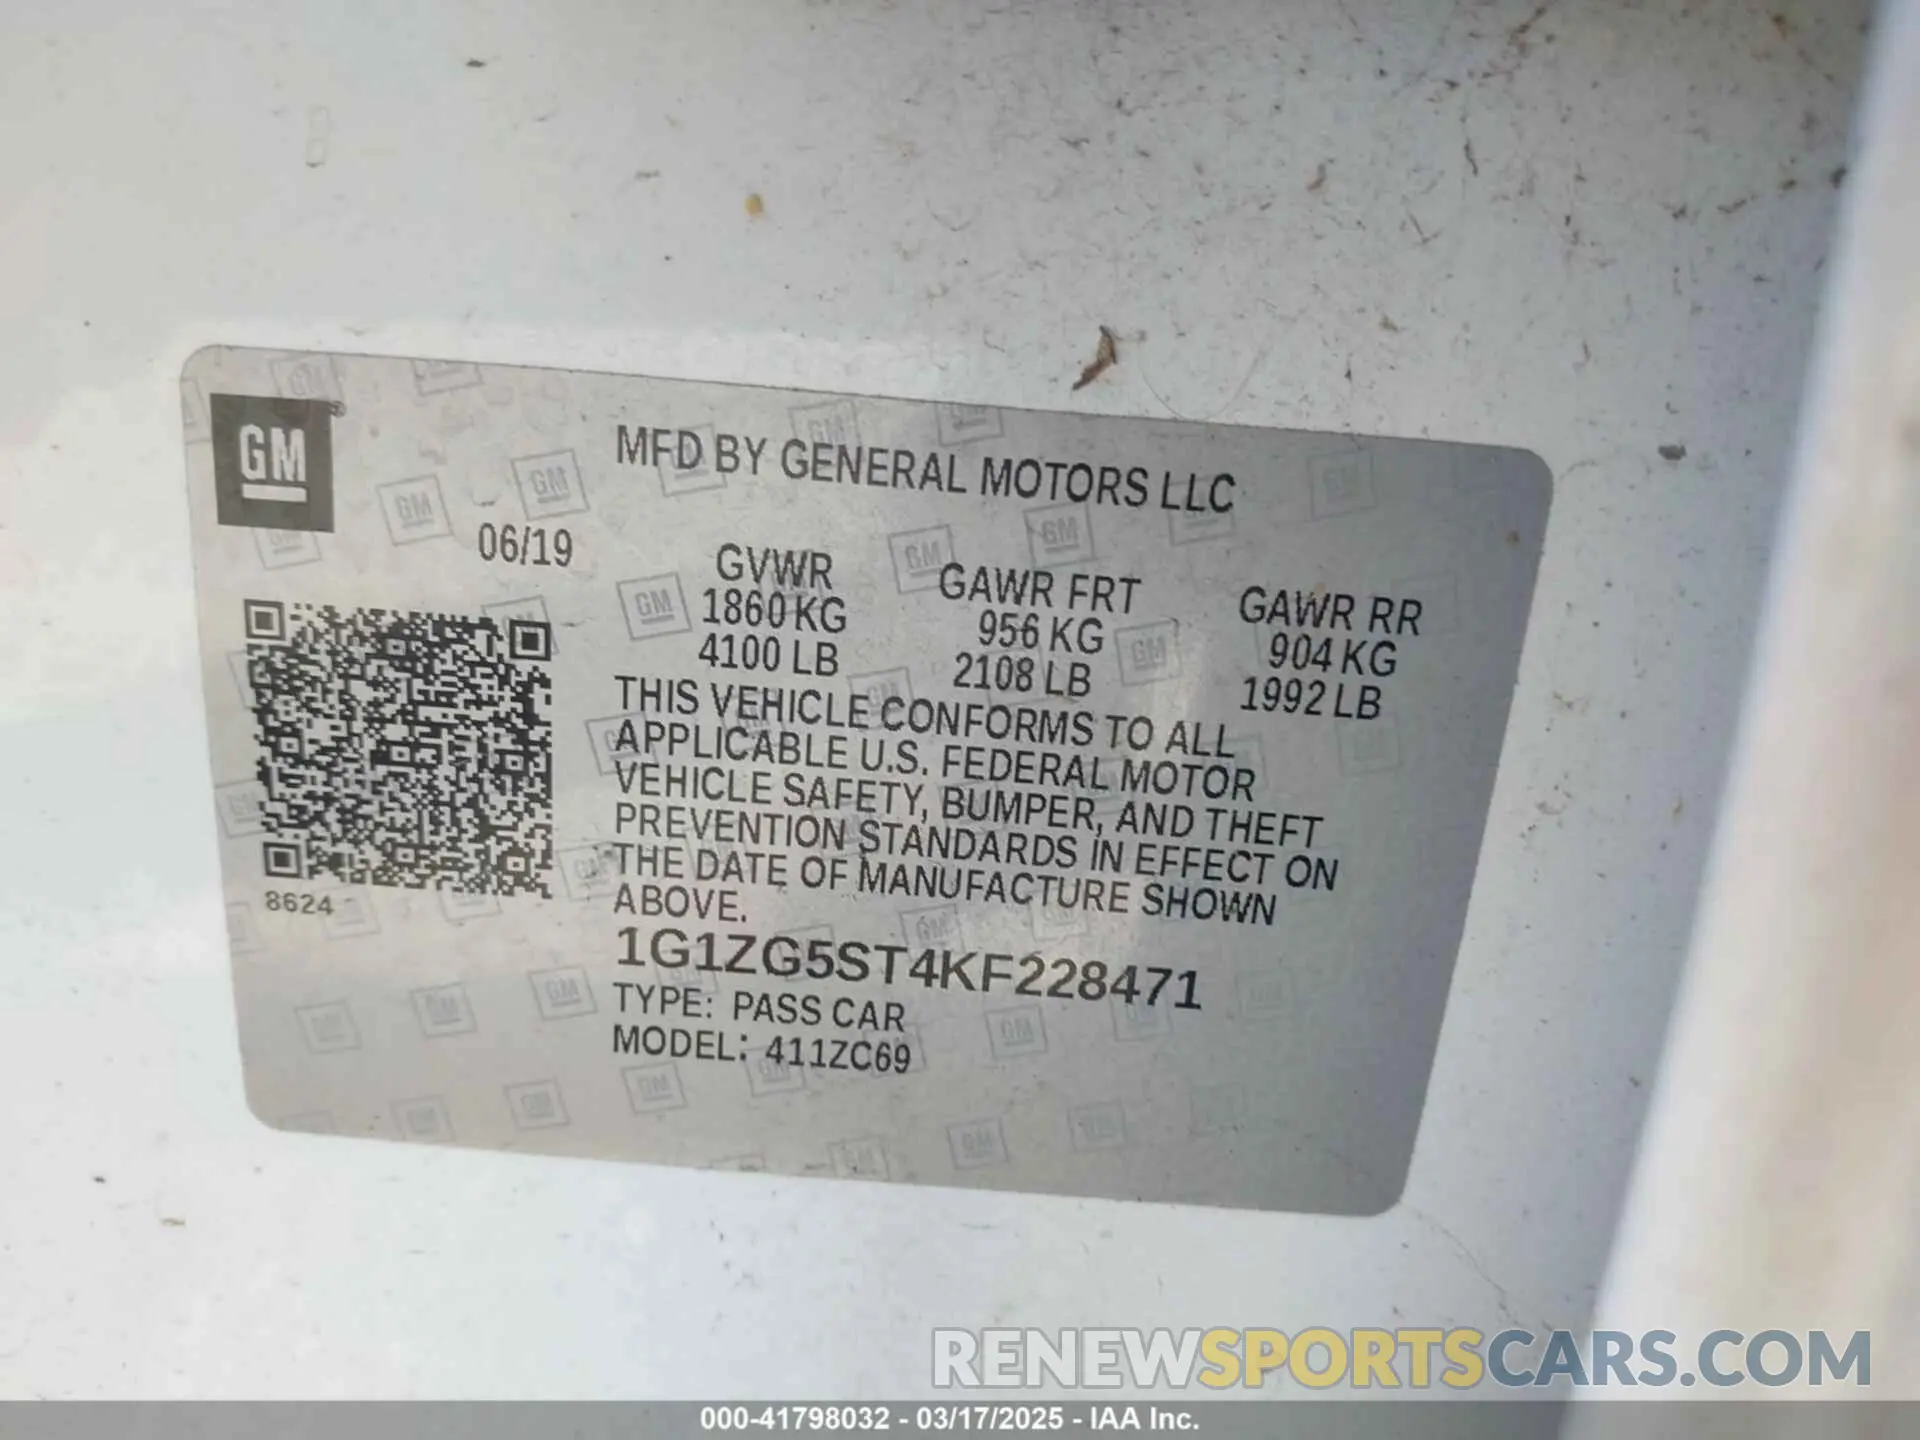 GM
MFD BY GENERAL MOTORS LLC
06/19
GVWR GAWR FRT GAWR RR
1860 KG 956 KG 904 KG
4100 LB 2108 LB 1992 LB
THIS VEHICLE CONFORMS TO ALL
APPLICABLE U.S. FEDERAL MOTOR
VEHICLE SAFETY, BUMPER, AND THEFT
PREVENTION STANDARDS IN EFFECT ON
THE DATE OF MANUFACTURE SHOWN
ABOVE.
8624
1G1ZG5ST4KF228471
TYPE: PASS CAR
MODEL: 411ZC69
RENEWSPORTSCARS.COM
000-41798032 - 03/17/2025 - IAA Inc.